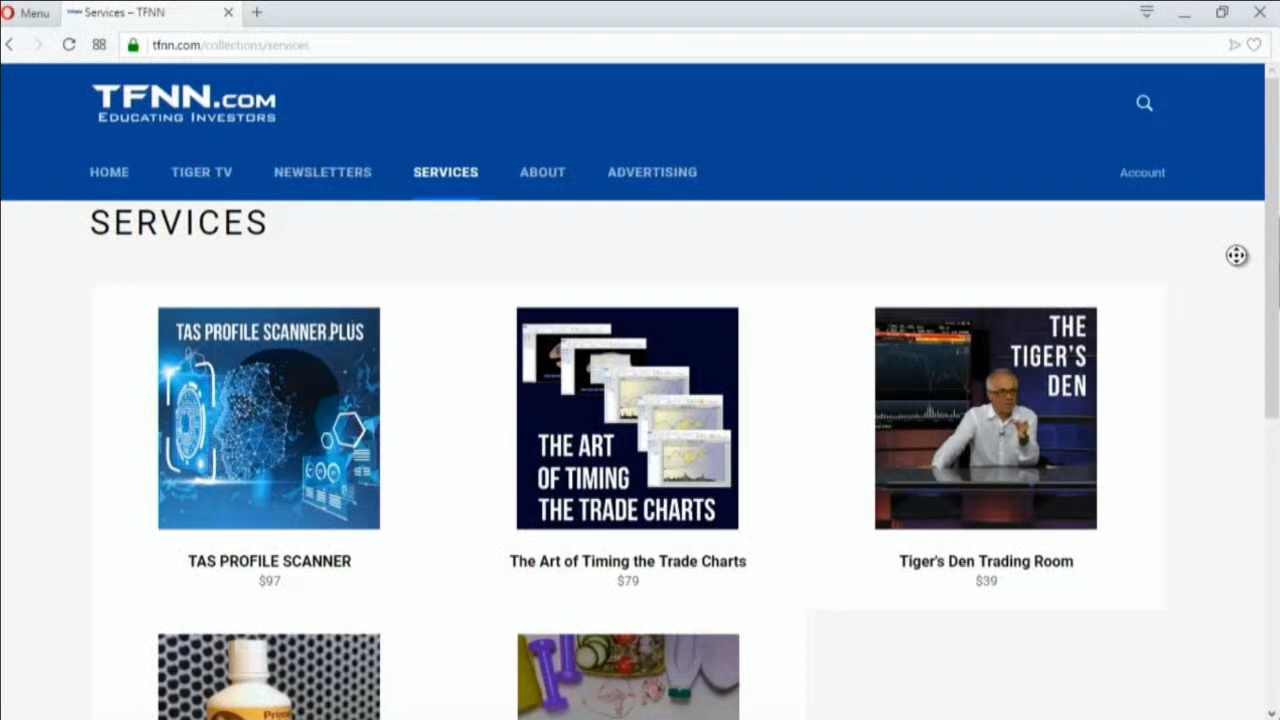 Menu
Services – TFNN
tfnn.com/collections/services
TFNN.COM
EDUCATING INVESTORS
HOME TIGER TV NEWSLETTERS SERVICES ABOUT ADVERTISING Account
SERVICES
TAS PROFILE SCANNER PLUS
THE ART
OF TIMING
THE TRADE CHARTS
THE
TIGER'S
DEN
TAS PROFILE SCANNER
$97
The Art of Timing the Trade Charts
$79
Tiger's Den Trading Room
$39